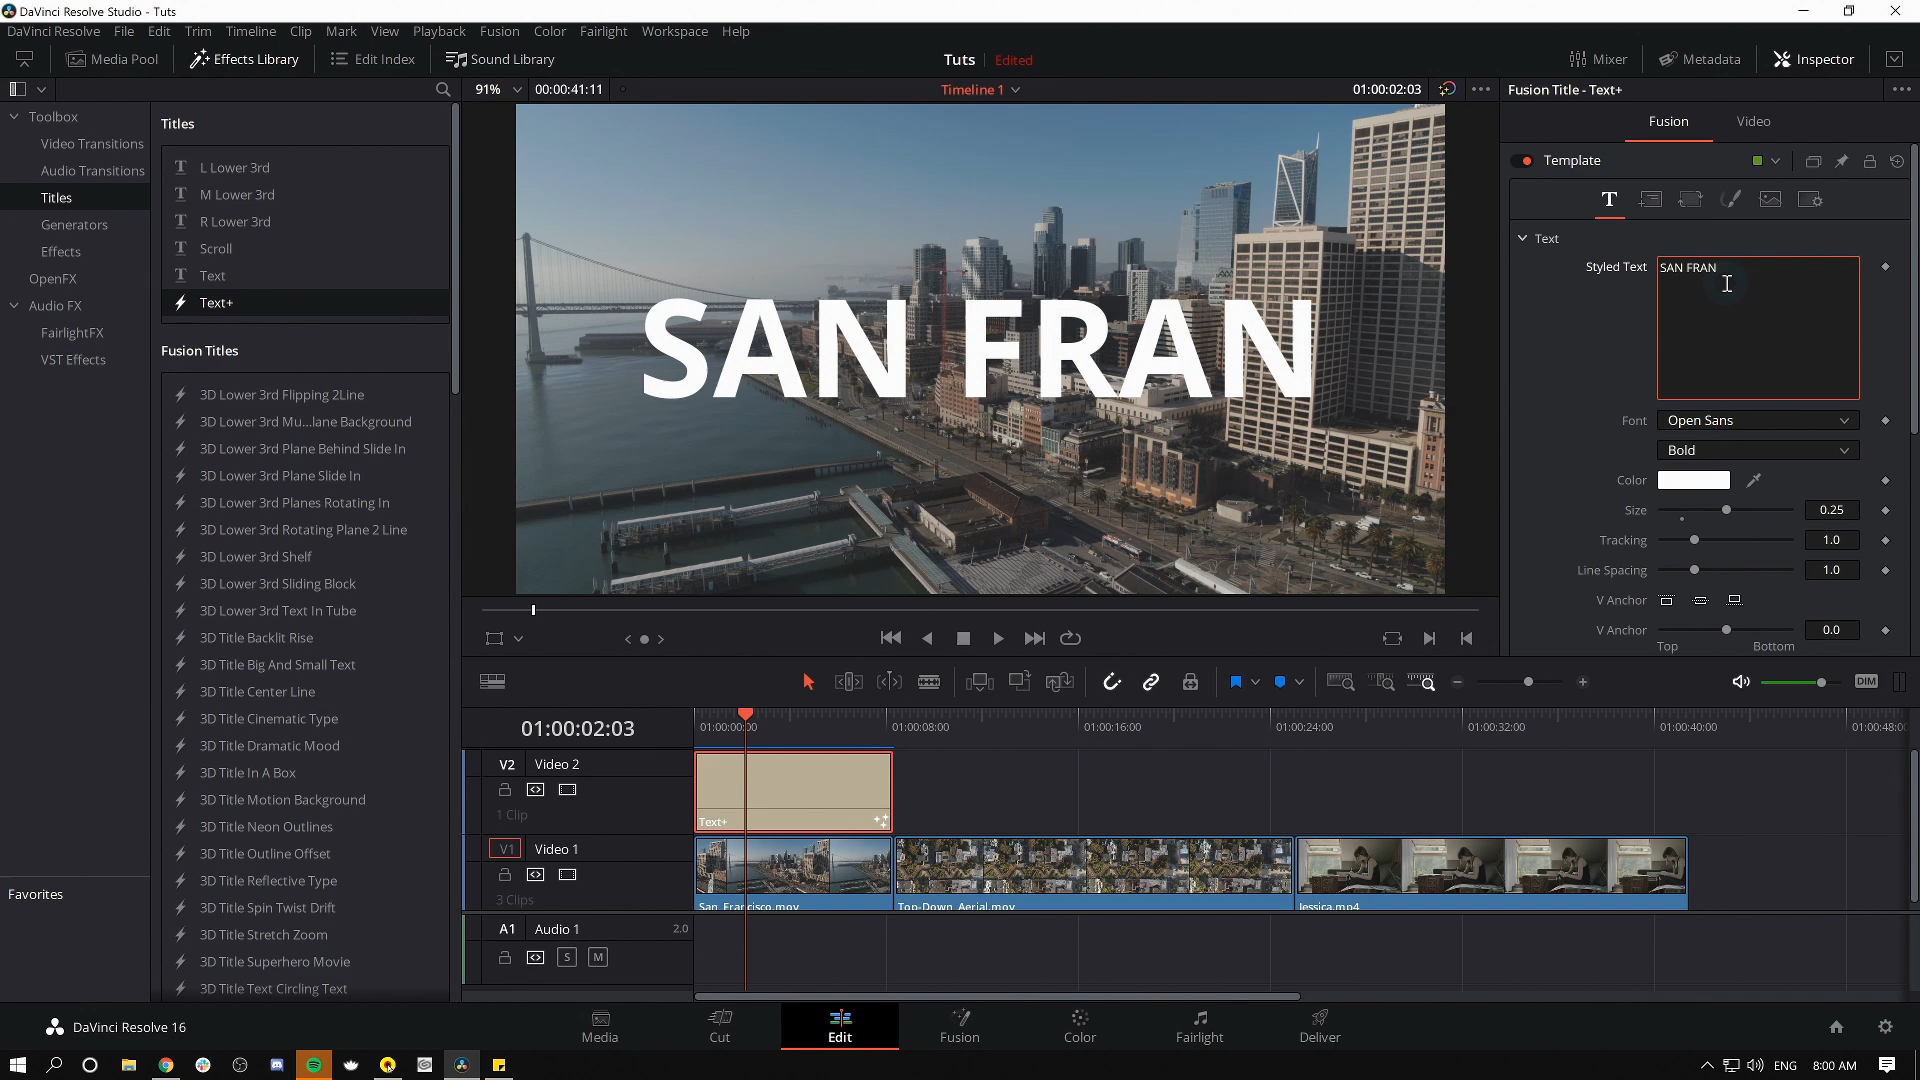 DaVinci Resolve Studio - Tuts
DaVinci Resolve File Edit Trim Timeline Clip Mark View Playback Fusion Color Fairlight Workspace Help
Media Pool Effects Library Edit Index Sound Library Tuts Edited Mixer Metadata Inspector
91% 00:00:41:11 Timeline 1 01:00:02:03 Fusion Title - Text+
Toolbox
Video Transitions
Audio Transitions
Titles
Generators
Effects
OpenFX
Audio FX
FairlightFX
VST Effects
Favorites
Titles
L Lower 3rd
M Lower 3rd
R Lower 3rd
Scroll
Text
Text+
Fusion Titles
3D Lower 3rd Flipping 2Line
3D Lower 3rd Mu...lane Background
3D Lower 3rd Plane Behind Slide In
3D Lower 3rd Plane Slide In
3D Lower 3rd Planes Rotating In
3D Lower 3rd Rotating Plane 2 Line
3D Lower 3rd Shelf
3D Lower 3rd Sliding Block
3D Lower 3rd Text In Tube
3D Title Backlit Rise
3D Title Big And Small Text
3D Title Center Line
3D Title Cinematic Type
3D Title Dramatic Mood
3D Title In A Box
3D Title Motion Background
3D Title Neon Outlines
3D Title Outline Offset
3D Title Reflective Type
3D Title Spin Twist Drift
3D Title Stretch Zoom
3D Title Superhero Movie
3D Title Text Circling Text
SAN FRAN
Fusion Video
Template
T
Text
Styled Text SAN FRAN
Font Open Sans
Bold
Color
Size 0.25
Tracking 1.0
Line Spacing 1.0
V Anchor
V Anchor 0.0
Top Bottom
DIM
01:00:02:03
01:00:00:00 01:00:08:00 01:00:16:00 01:00:24:00 01:00:32:00 01:00:40:00 01:00:48:00
V2 Video 2
1 Clip
Text+
V1 Video 1
3 Clips
San_Francisco.mov Top-Down_Aerial.mov Jessica.mp4
A1 Audio 1 2.0
S M
DaVinci Resolve 16
Media Cut Edit Fusion Color Fairlight Deliver
ENG 8:00 AM